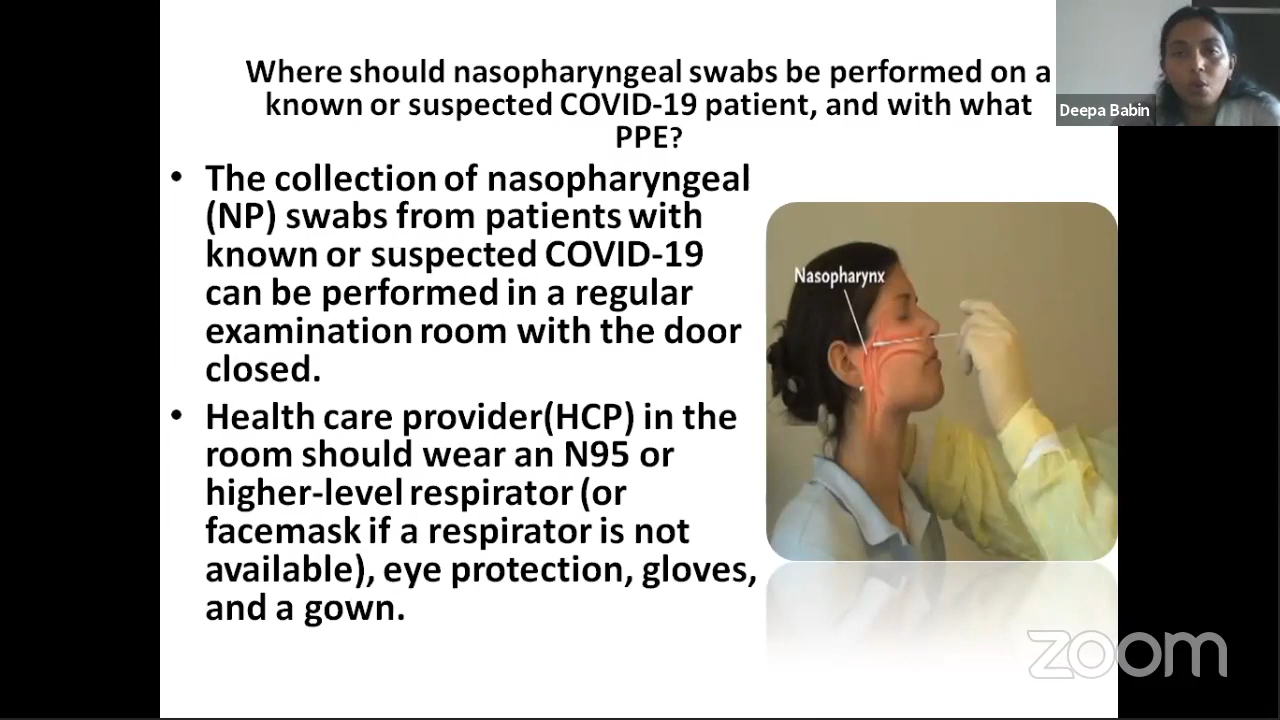 Where should nasopharyngeal swabs be performed on a
known or suspected COVID-19 patient, and with what
PPE?
Deepa Babin
• The collection of nasopharyngeal
(NP) swabs from patients with
known or suspected COVID-19
can be performed in a regular
examination room with the door
closed.
• Health care provider(HCP) in the
room should wear an N95 or
higher-level respirator (or
facemask if a respirator is not
available), eye protection, gloves,
and a gown.
Nasopharynx
zoom